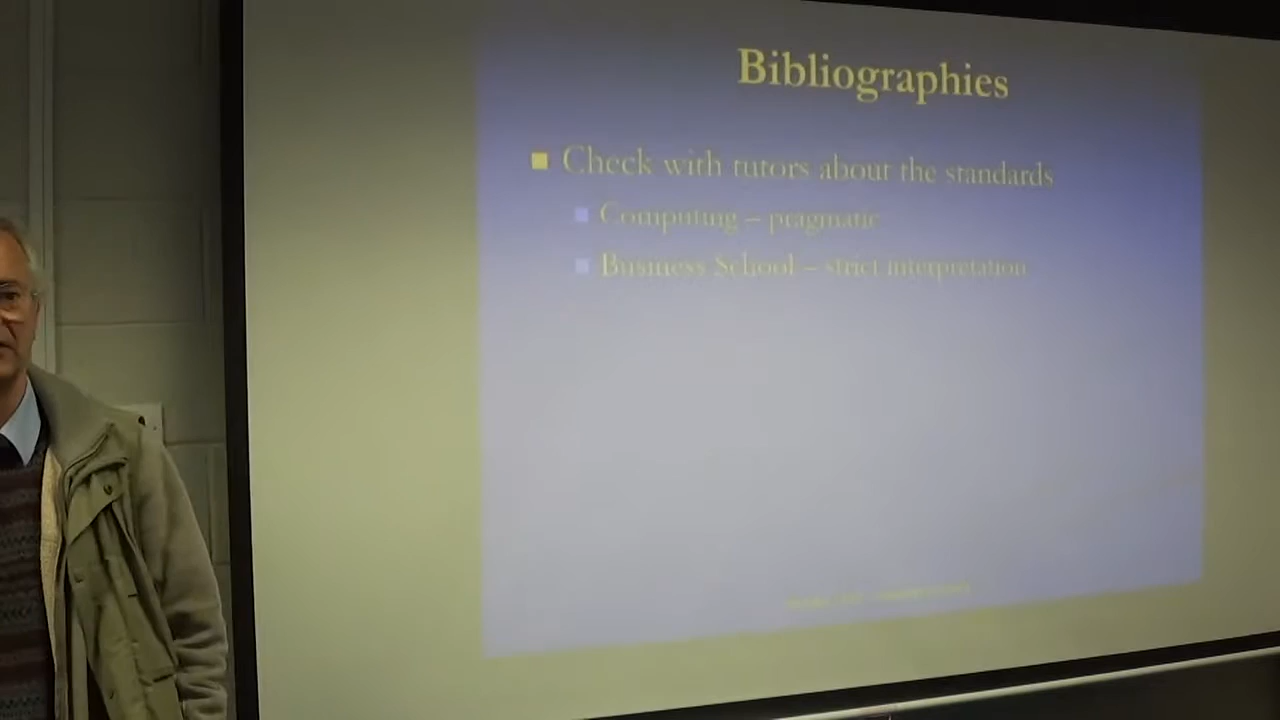 Bibliographies
Check with tutors about the standards
Computing – pragmatic
Business School – strict interpretation